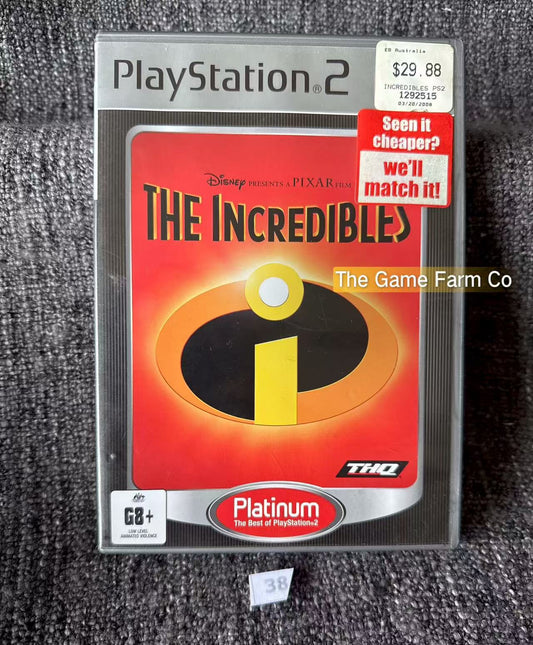 EB Australia
$29.88
INCREDIBLES PS2
1292515
03/20/2008
PlayStation®2
Seen it
cheaper?
we'll
match it!
DISNEY PRESENTS A PIXAR FILM
THE INCREDIBLES
The Game Farm Co
THQ
G8+
LOW LEVEL
ANIMATED VIOLENCE
Platinum
The Best of PlayStation®2
38